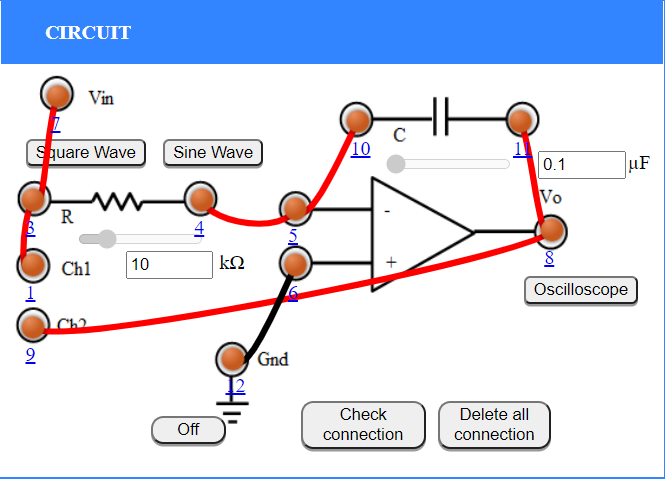 CIRCUIT
Vin
7
Square Wave
Sine Wave
C
10
11
0.1
μF
R
3
4
5
Vo
8
-
+
Ch1
1
10
kΩ
6
Oscilloscope
Ch2
9
Gnd
12
Off
Check
connection
Delete all
connection